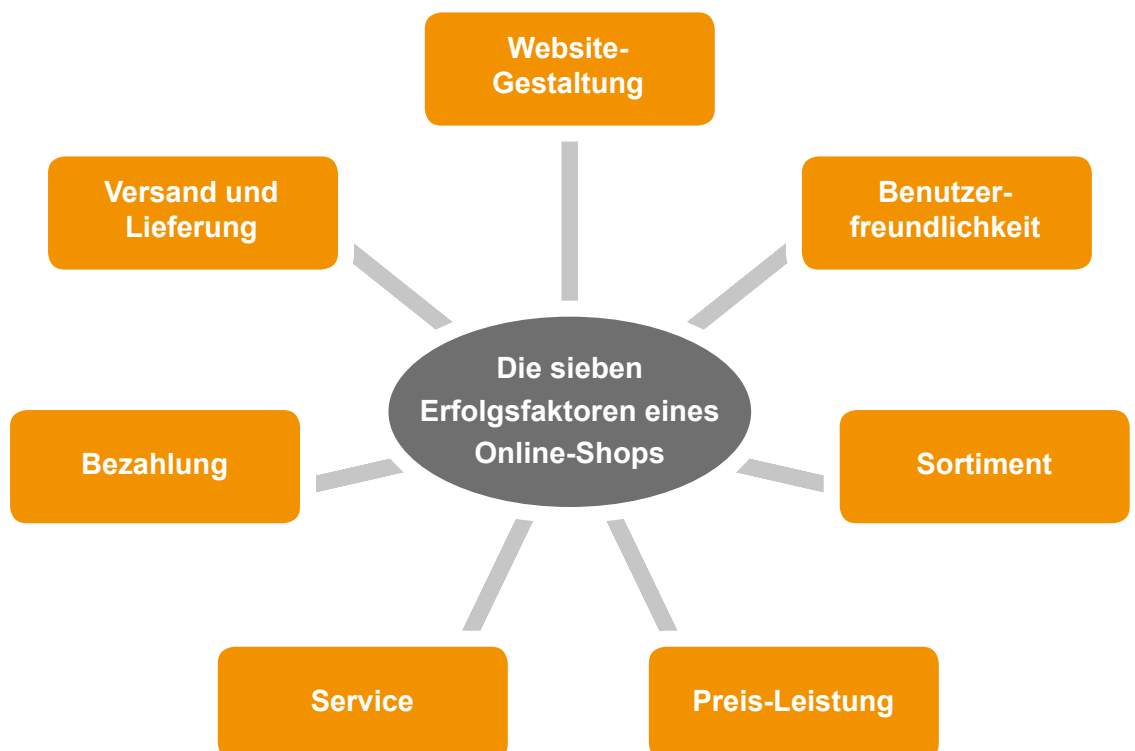 Website-
Gestaltung
Versand und
Lieferung
Benutzer-
freundlichkeit
Die sieben
Erfolgsfaktoren eines
Online-Shops
Bezahlung
Sortiment
Service
Preis-Leistung